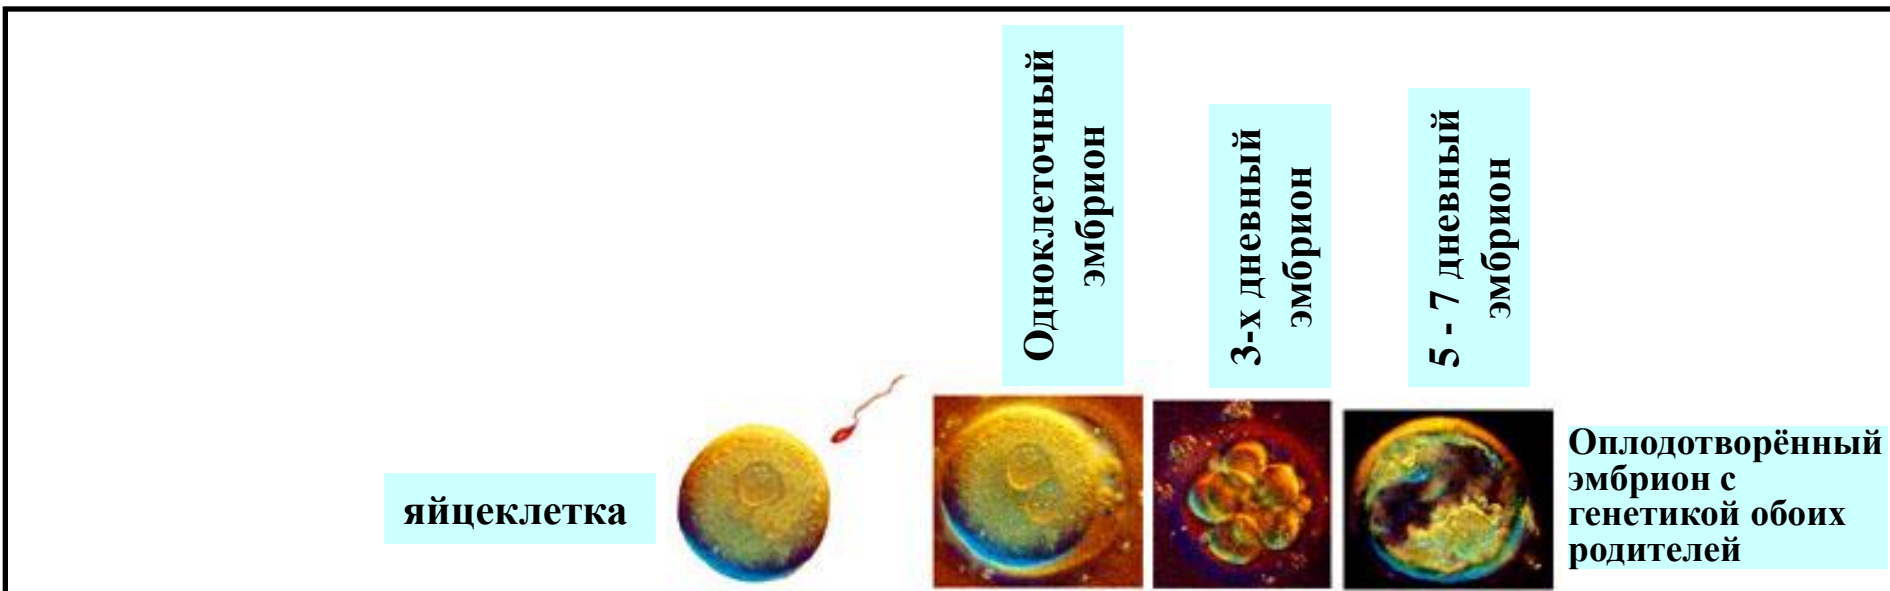 яйцеклетка
Одноклеточный
эмбрион
3-х дневный
эмбрион
5 - 7 дневный
эмбрион
Оплодотворённый
эмбрион с
генетикой обоих
родителей